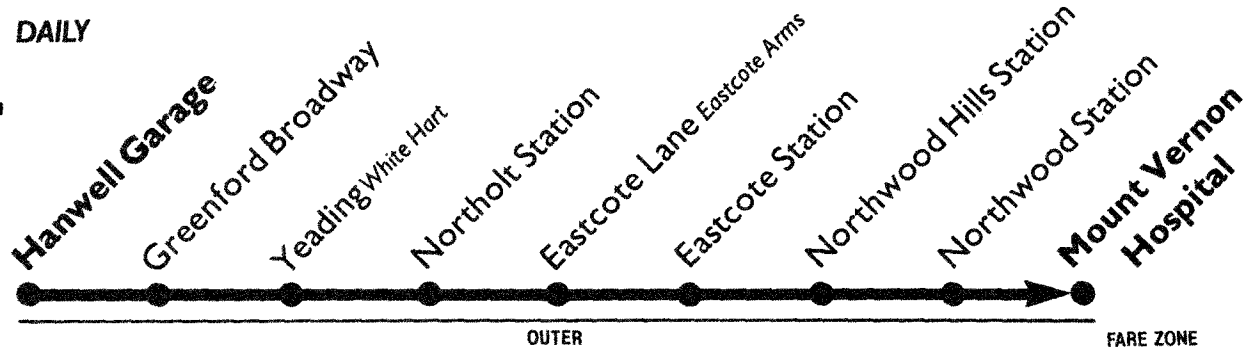 DAILY
Hanwell Garage
Greenford Broadway
Yeading White Hart
Northolt Station
Eastcote Lane Eastcote Arms
Eastcote Station
Northwood Hills Station
Northwood Station
Mount Vernon
Hospital
OUTER
FARE ZONE